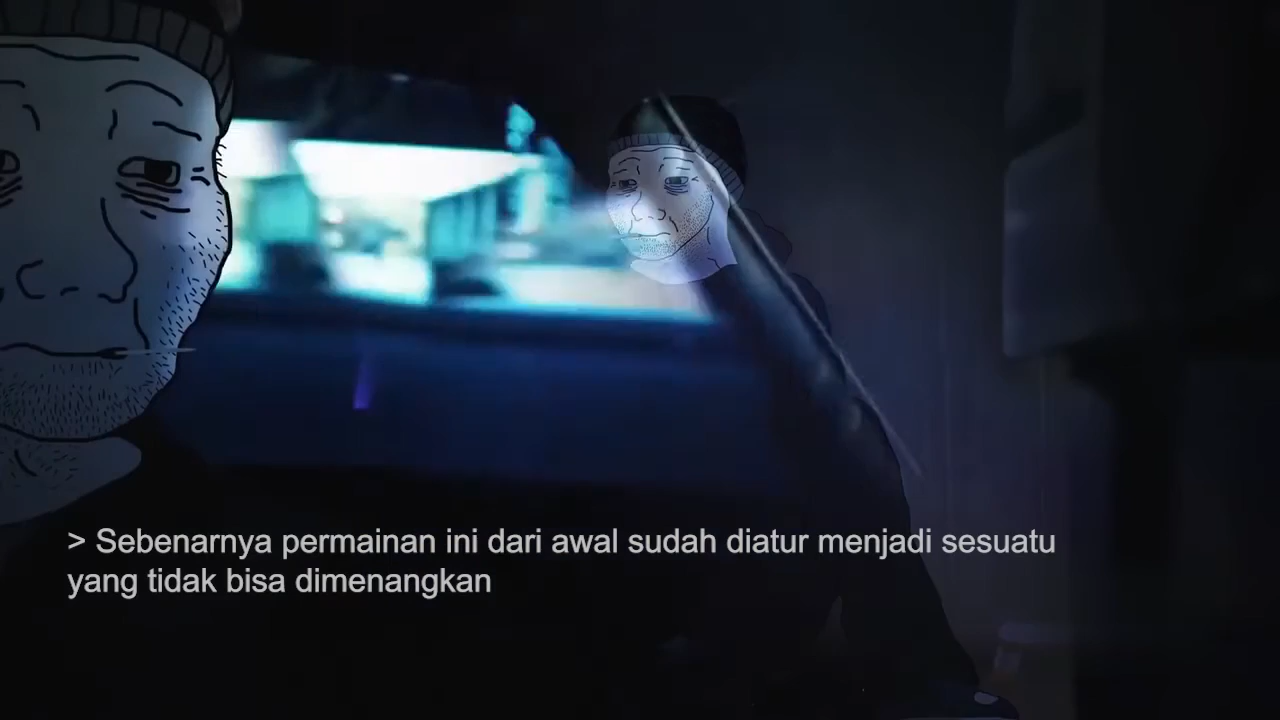 > Sebenarnya permainan ini dari awal sudah diatur menjadi sesuatu
yang tidak bisa dimenangkan